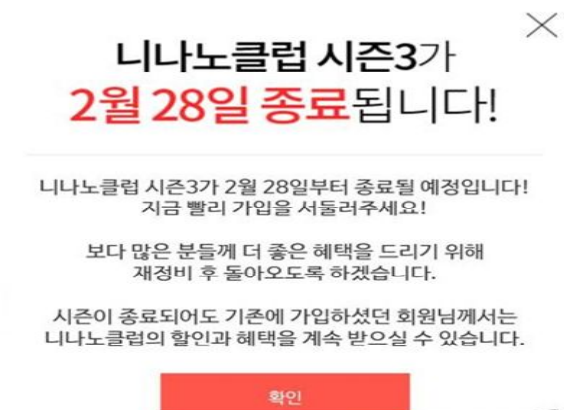 니나노클럽 시즌3가
2월 28일 종료됩니다!
니나노클럽 시즌3가 2월 28일부터 종료될 예정입니다!
지금 빨리 가입을 서둘러주세요!
보다 많은 분들께 더 좋은 혜택을 드리기 위해
재정비 후 돌아오도록 하겠습니다.
시즌이 종료되어도 기존에 가입하셨던 회원님께서는
니나노클럽의 할인과 혜택을 계속 받으실 수 있습니다.
확인